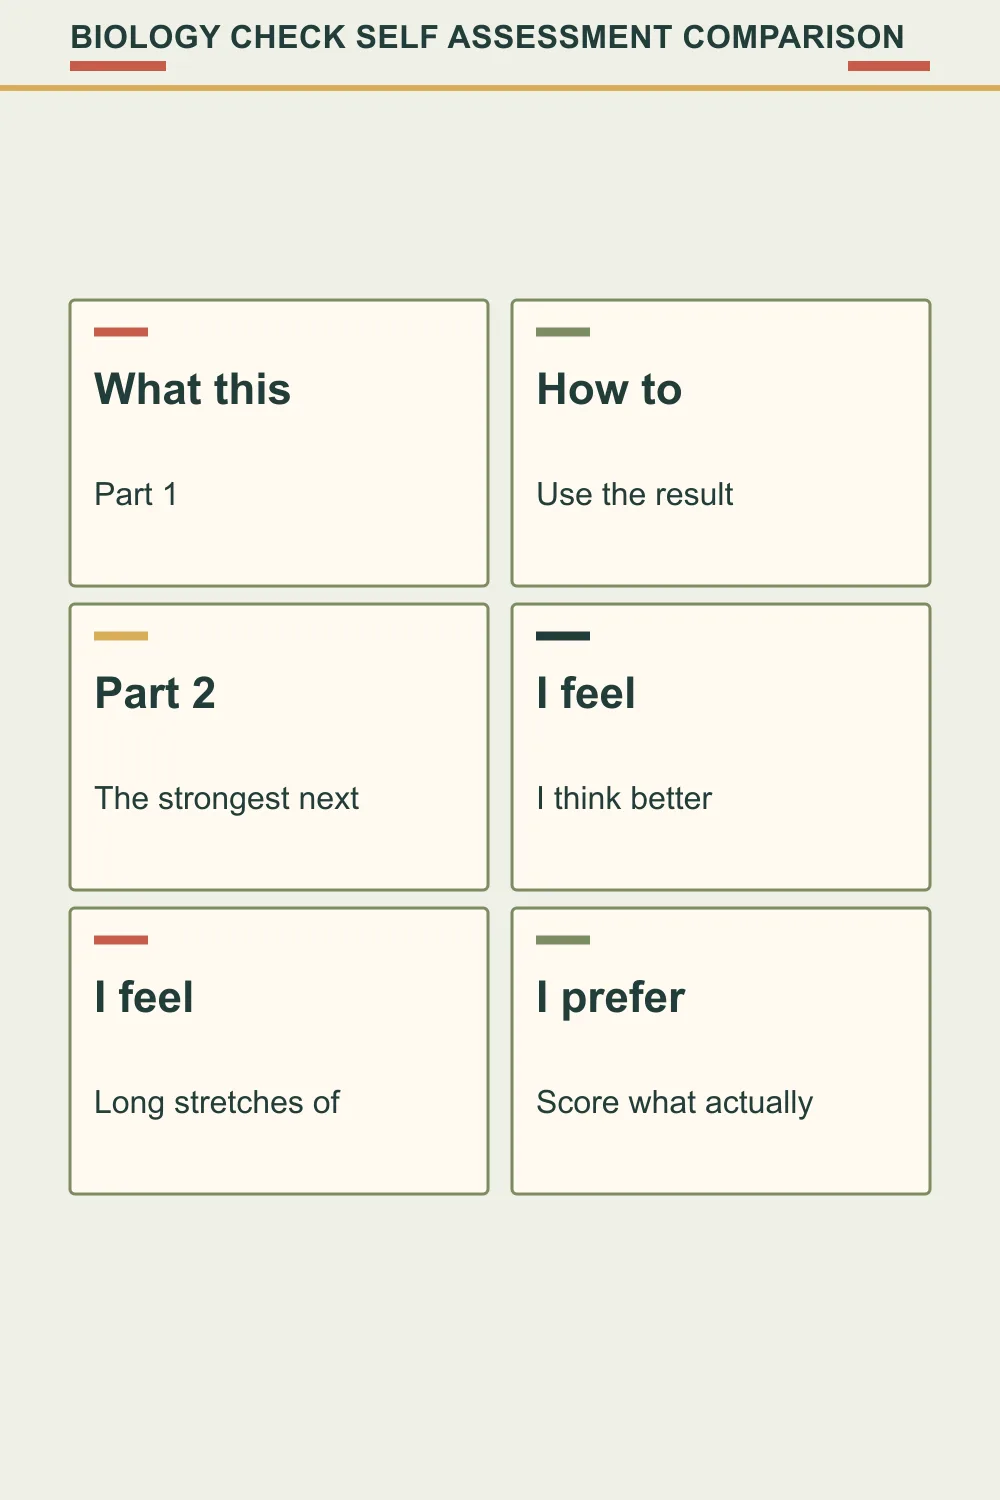 BIOLOGY CHECK SELF ASSESSMENT COMPARISON
What this
Part 1
How to
Use the result
Part 2
The strongest next
I feel
I think better
I feel
Long stretches of
I prefer
Score what actually